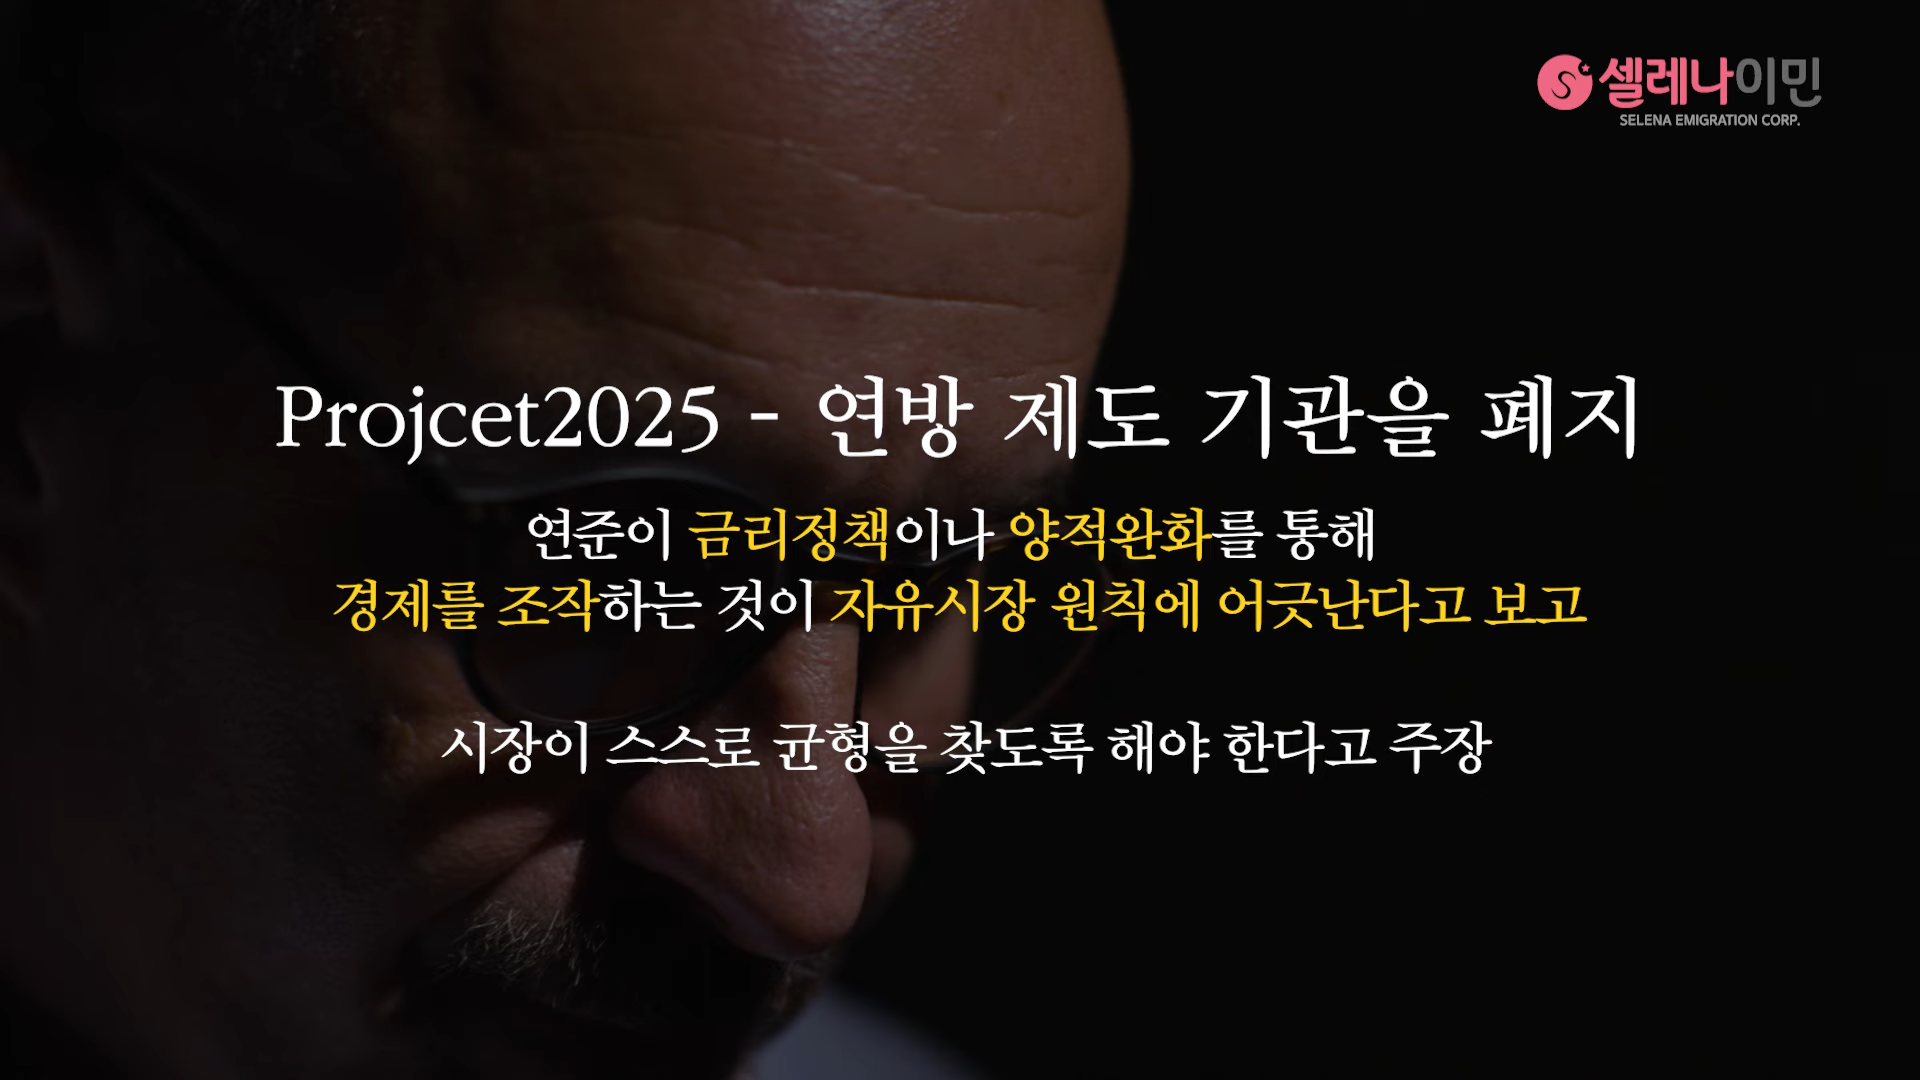 셀레나이민
SELENA EMIGRATION CORP.
Projcet2025 - 연방 제도 기관을 폐지
연준이 금리정책이나 양적완화를 통해
경제를 조작하는 것이 자유시장 원칙에 어긋난다고 보고
시장이 스스로 균형을 찾도록 해야 한다고 주장